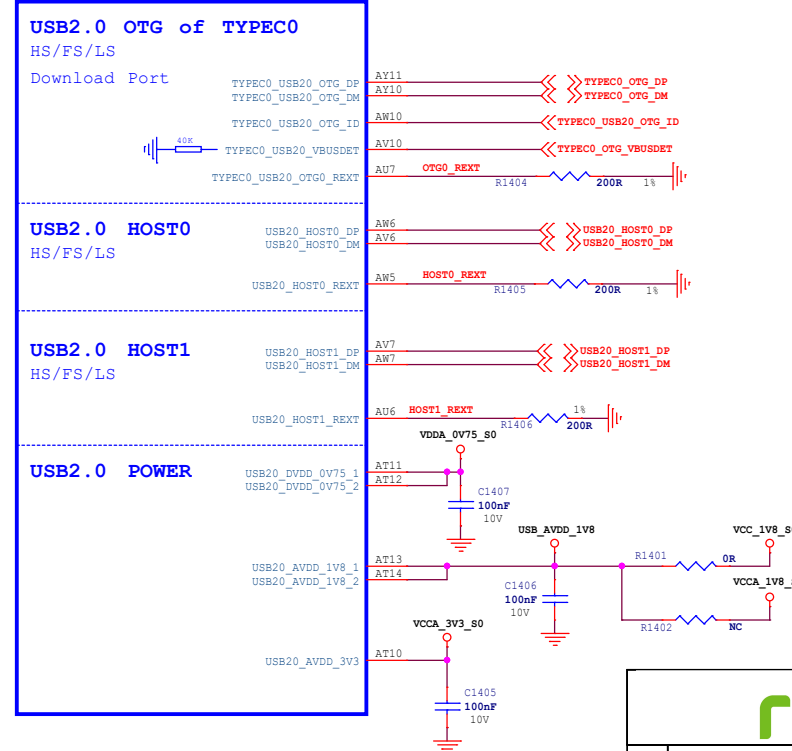 USB2.0 OTG of TYPEC0
HS/FS/LS
Download Port
TYPEC0_USB20_OTG_DP AY11 TYPEC0_OTG_DP
TYPEC0_USB20_OTG_DM AY10 TYPEC0_OTG_DM
TYPEC0_USB20_OTG_ID AW10 TYPEC0_USB20_OTG_ID
40K TYPEC0_USB20_VBUSDET AV10 TYPEC0_OTG_VBUSDET
TYPEC0_USB20_OTG0_REXT AU7 OTG0_REXT R1404 200R 1%
USB2.0 HOST0
HS/FS/LS
USB20_HOST0_DP AW6 USB20_HOST0_DP
USB20_HOST0_DM AV6 USB20_HOST0_DM
USB20_HOST0_REXT AW5 HOST0_REXT R1405 200R 1%
USB2.0 HOST1
HS/FS/LS
USB20_HOST1_DP AV7 USB20_HOST1_DP
USB20_HOST1_DM AW7 USB20_HOST1_DM
USB20_HOST1_REXT AU6 HOST1_REXT R1406 1% 200R
VDDA_0V75_S0
USB2.0 POWER
USB20_DVDD_0V75_1 AT11
USB20_DVDD_0V75_2 AT12
C1407
100nF
10V
USB_AVDD_1V8 VCC_1V8_S
USB20_AVDD_1V8_1 AT13 R1401 0R
USB20_AVDD_1V8_2 AT14
C1406
100nF
10V
VCCA_1V8_
R1402 NC
VCCA_3V3_S0
USB20_AVDD_3V3 AT10
C1405
100nF
10V